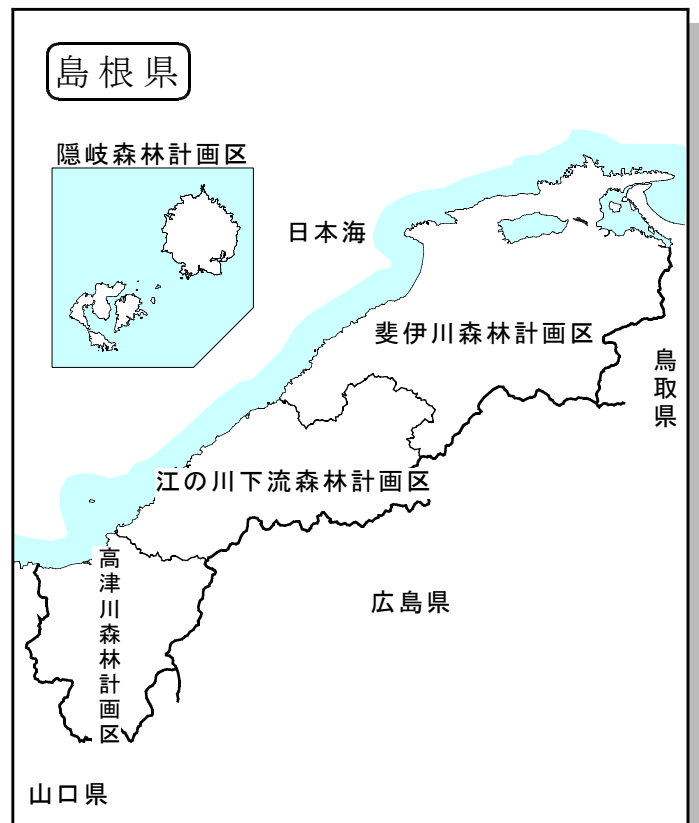 島根県
隠岐森林計画区
日本海
斐伊川森林計画区
鳥取県
江の川下流森林計画区
高津川森林計画区
広島県
山口県